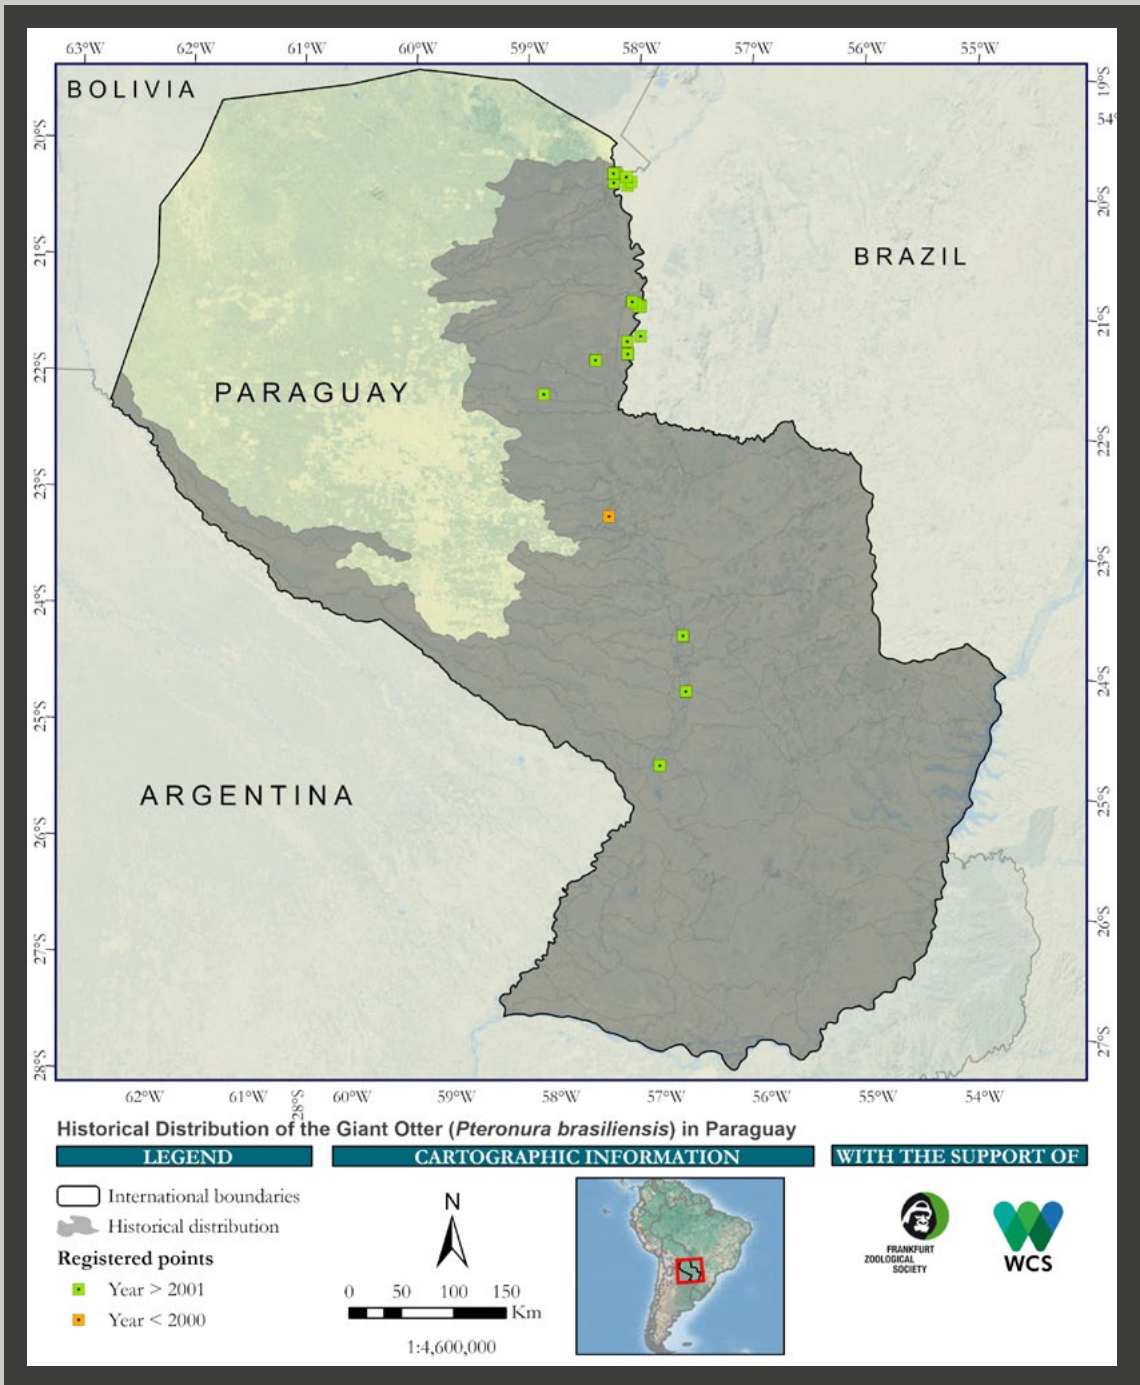 63°W 62°W 61°W 60°W 59°W 58°W 57°W 56°W 55°W
BOLIVIA
19°S
54°
20°S
20°S
BRAZIL
21°S
21°S
22°S
PARAGUAY
22°S
23°S
23°S
24°S
24°S
25°S
ARGENTINA
25°S
26°S
26°S
27°S
27°S
28°S
62°W 61°W 60°W 59°W 58°W 57°W 56°W 55°W 54°W
28°S
Historical Distribution of the Giant Otter (Pteronura brasiliensis) in Paraguay
LEGEND
International boundaries
Historical distribution
Registered points
Year > 2001
Year < 2000
CARTOGRAPHIC INFORMATION
N
0 50 100 150
Km
1:4,600,000
WITH THE SUPPORT OF
FRANKFURT
ZOOLOGICAL
SOCIETY
WCS